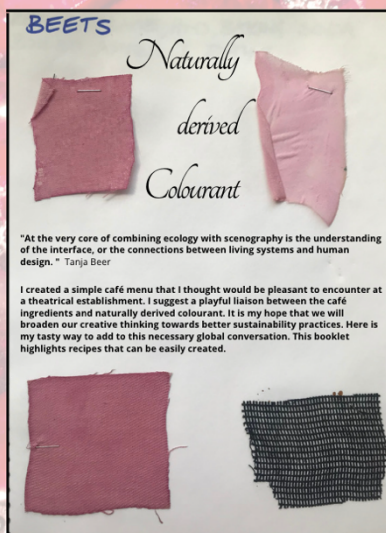 BEETS
Naturally
derived
Colourant
"At the very core of combining ecology with scenography is the understanding
of the interface, or the connections between living systems and human
design. " Tanja Beer
I created a simple café menu that I thought would be pleasant to encounter at
a theatrical establishment. I suggest a playful liaison between the café
ingredients and naturally derived colourant. It is my hope that we will
broaden our creative thinking towards better sustainability practices. Here is
my tasty way to add to this necessary global conversation. This booklet
highlights recipes that can be easily created.